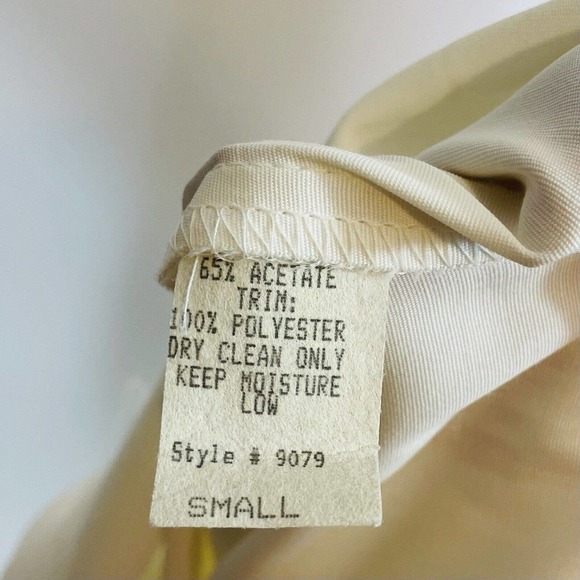 65% ACETATE
TRIM:
100% POLYESTER
DRY CLEAN ONLY
KEEP MOISTURE
LOW
Style # 9079
SMALL